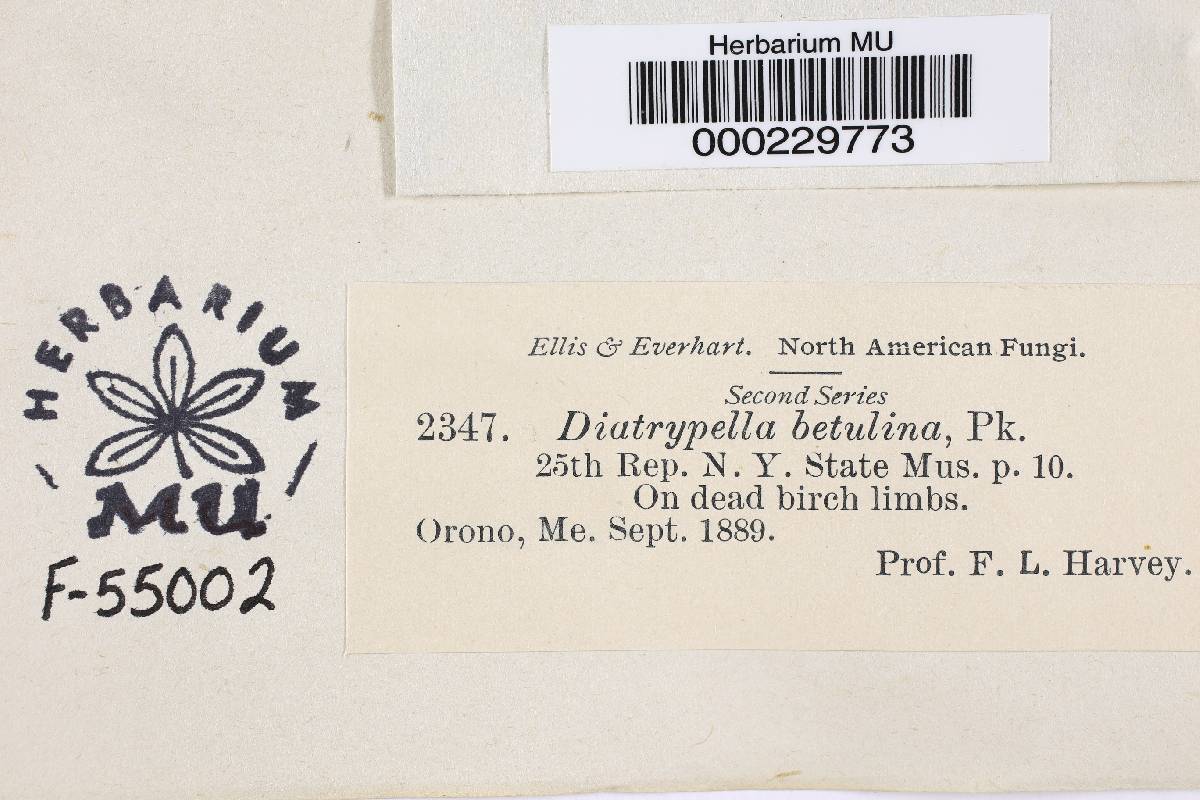 Herbarium MU
000229773
HERBARIUM
MU
F-55002
Ellis & Everhart. North American Fungi.
Second Series
2347. Diatrypella betulina, Pk.
25th Rep. N. Y. State Mus. p. 10.
On dead birch limbs.
Orono, Me. Sept. 1889.
Prof. F. L. Harvey.